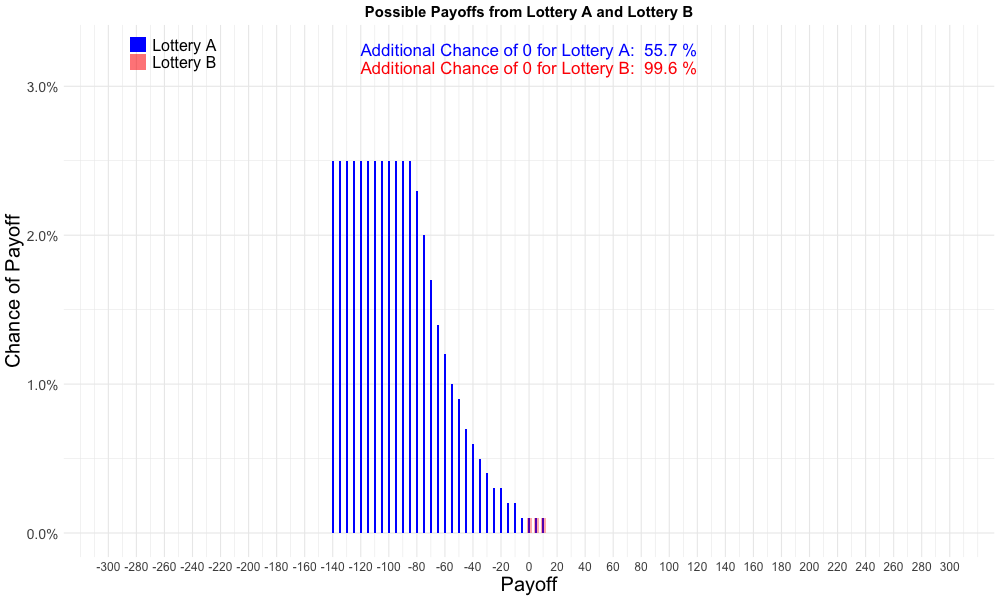 Possible Payoffs from Lottery A and Lottery B
Lottery A
Lottery B
Additional Chance of 0 for Lottery A: 55.7 %
Additional Chance of 0 for Lottery B: 99.6 %
Chance of Payoff
3.0%
2.0%
1.0%
0.0%
-300 -280 -260 -240 -220 -200 -180 -160 -140 -120 -100 -80 -60 -40 -20 0 20 40 60 80 100 120 140 160 180 200 220 240 260 280 300
Payoff